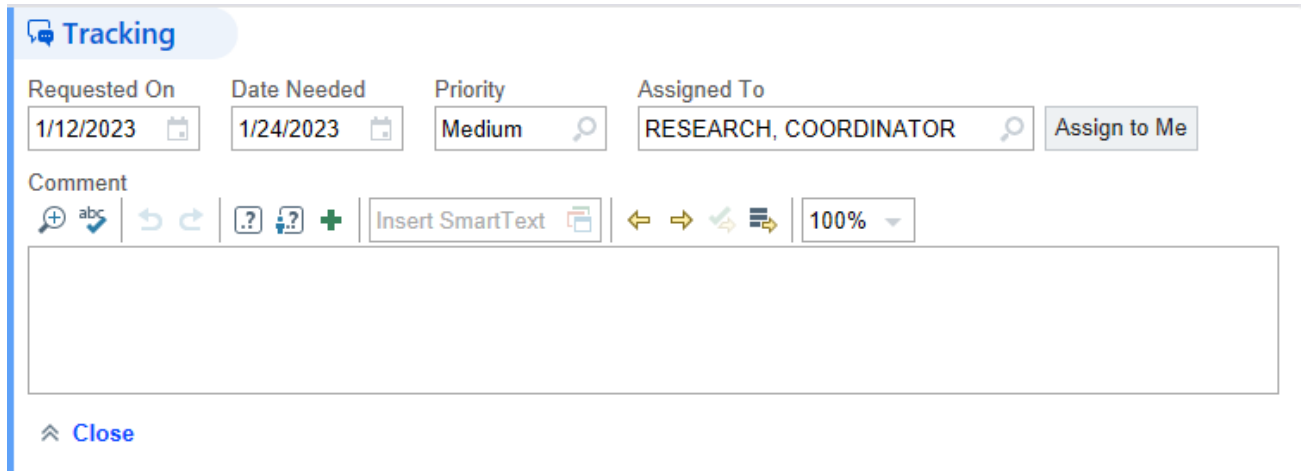 Tracking
Requested On Date Needed Priority Assigned To
1/12/2023 1/24/2023 Medium RESEARCH, COORDINATOR Assign to Me
Comment
abc .? .? Insert SmartText 100%
Close